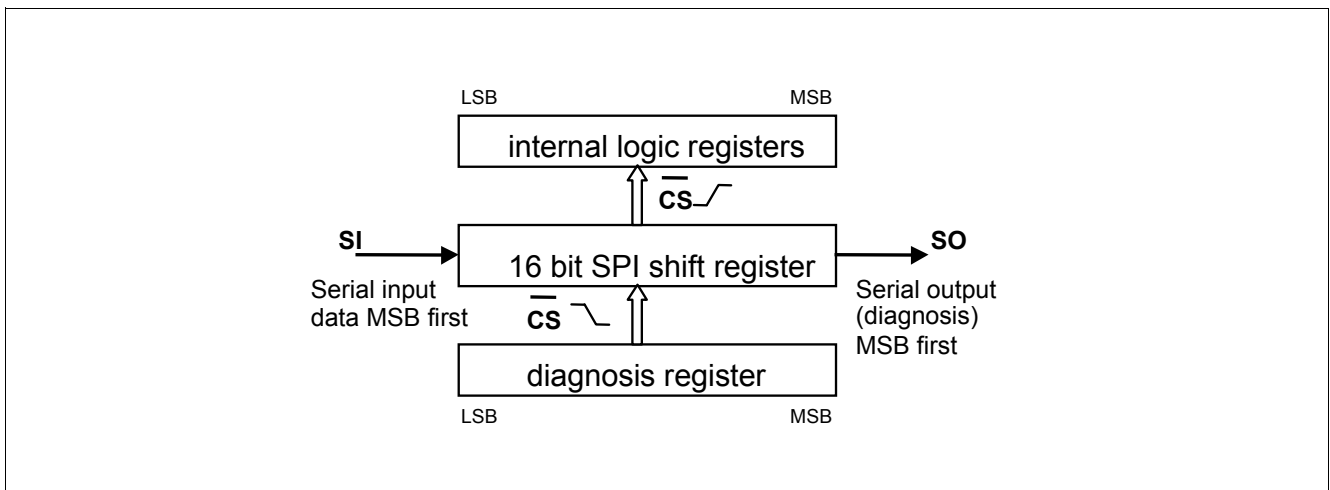 LSB MSB
internal logic registers
CS
SI
16 bit SPI shift register
SO
Serial input
data MSB first
CS
Serial output
(diagnosis)
MSB first
diagnosis register
LSB MSB